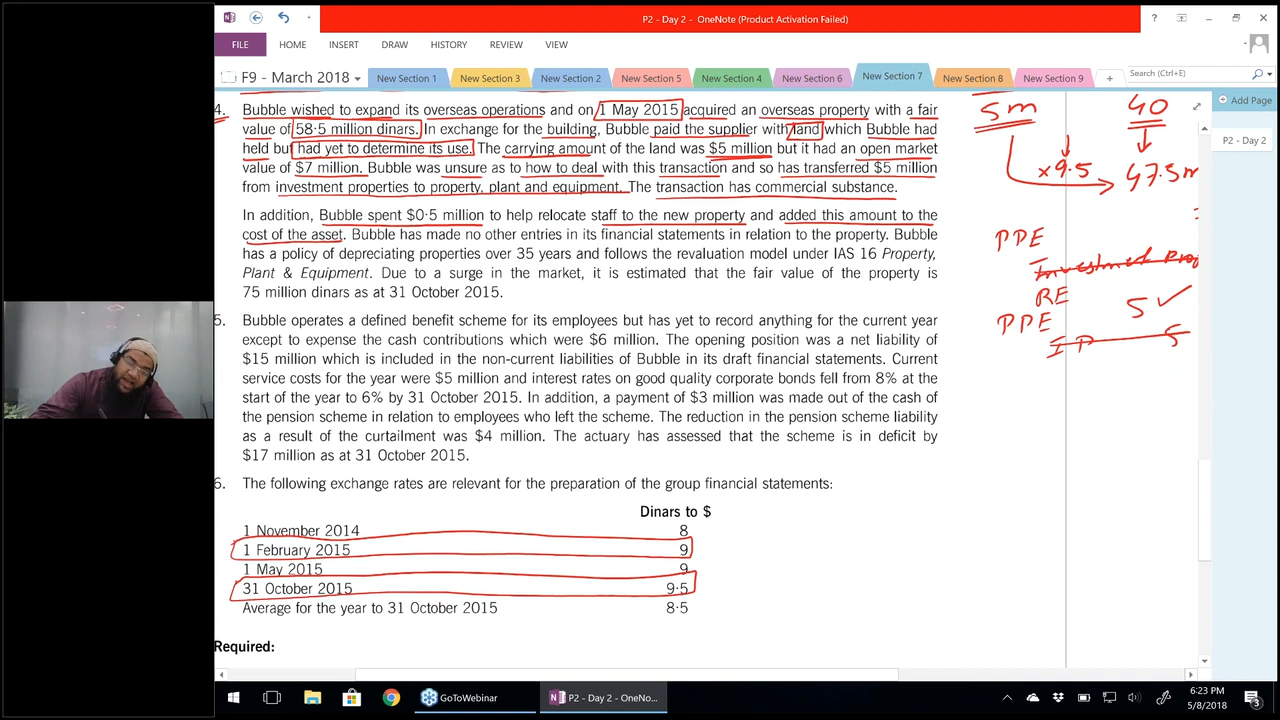 P2 - Day 2 - OneNote (Product Activation Failed)
FILE HOME INSERT DRAW HISTORY REVIEW VIEW
F9 - March 2018 New Section 1 New Section 3 New Section 2 New Section 5 New Section 4 New Section 6 New Section 7 New Section 8 New Section 9 Search (Ctrl+E)
Add Page
P2 - Day 2
4. Bubble wished to expand its overseas operations and on 1 May 2015 acquired an overseas property with a fair
value of 58·5 million dinars. In exchange for the building, Bubble paid the supplier with land which Bubble had
held but had yet to determine its use. The carrying amount of the land was $5 million but it had an open market
value of $7 million. Bubble was unsure as to how to deal with this transaction and so has transferred $5 million
from investment properties to property, plant and equipment. The transaction has commercial substance.
In addition, Bubble spent $0·5 million to help relocate staff to the new property and added this amount to the
cost of the asset. Bubble has made no other entries in its financial statements in relation to the property. Bubble
has a policy of depreciating properties over 35 years and follows the revaluation model under IAS 16 Property,
Plant & Equipment. Due to a surge in the market, it is estimated that the fair value of the property is
75 million dinars as at 31 October 2015.
5. Bubble operates a defined benefit scheme for its employees but has yet to record anything for the current year
except to expense the cash contributions which were $6 million. The opening position was a net liability of
$15 million which is included in the non-current liabilities of Bubble in its draft financial statements. Current
service costs for the year were $5 million and interest rates on good quality corporate bonds fell from 8% at the
start of the year to 6% by 31 October 2015. In addition, a payment of $3 million was made out of the cash of
the pension scheme in relation to employees who left the scheme. The reduction in the pension scheme liability
as a result of the curtailment was $4 million. The actuary has assessed that the scheme is in deficit by
$17 million as at 31 October 2015.
6. The following exchange rates are relevant for the preparation of the group financial statements:
Dinars to $
1 November 2014 8
1 February 2015 9
1 May 2015 9
31 October 2015 9·5
Average for the year to 31 October 2015 8·5
Required:
5m 40
×9.5 47.5m
PPE
Investment Prop
RE 5
PPE
IP 5
GoToWebinar P2 - Day 2 - OneNo...
6:23 PM
5/8/2018
3